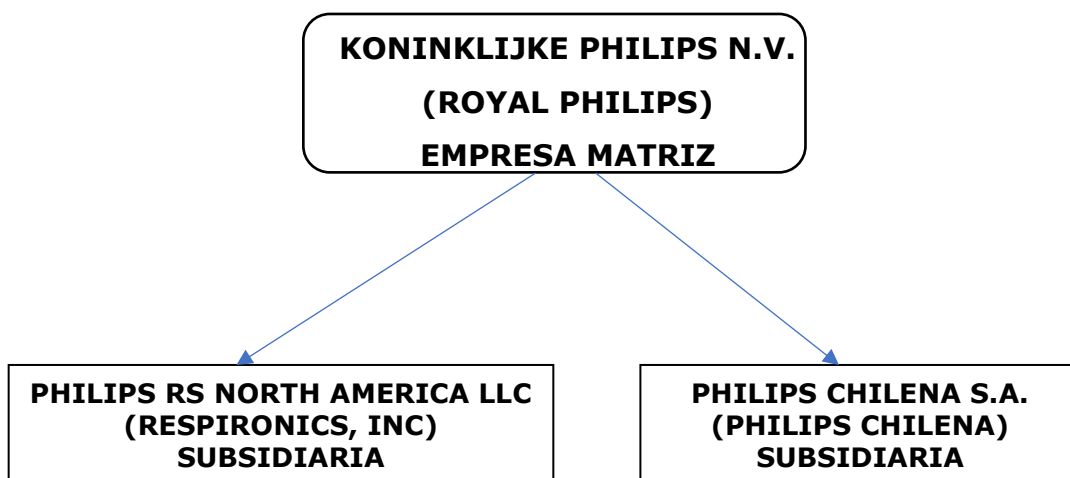 KONINKLIJKE PHILIPS N.V.
(ROYAL PHILIPS)
EMPRESA MATRIZ
PHILIPS RS NORTH AMERICA LLC
(RESPIRONICS, INC)
SUBSIDIARIA
PHILIPS CHILENA S.A.
(PHILIPS CHILENA)
SUBSIDIARIA